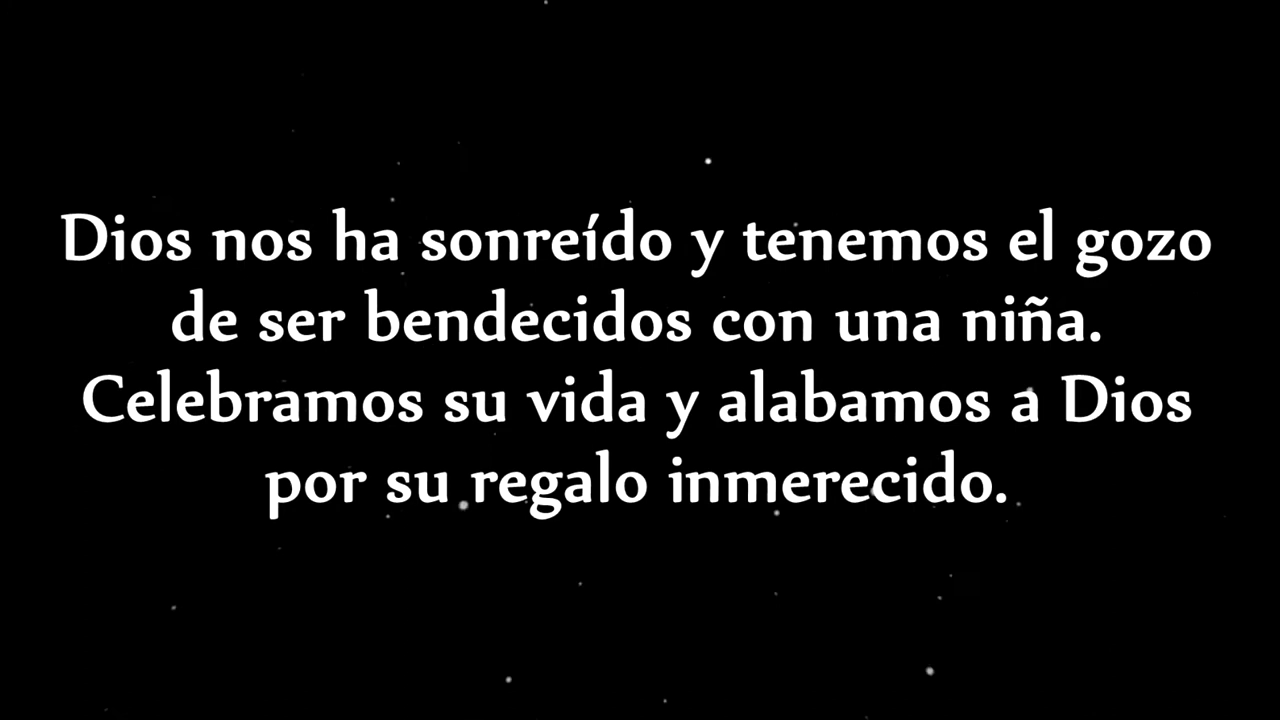 Dios nos ha sonreído y tenemos el gozo
de ser bendecidos con una niña.
Celebramos su vida y alabamos a Dios
por su regalo inmerecido.